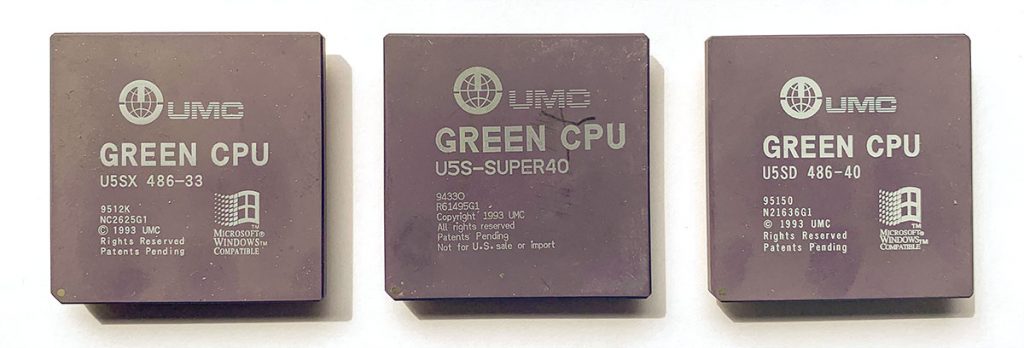 UMC
GREEN CPU
U5SX 486-33
9512K
NC2625G1
© 1993 UMC
Rights Reserved
Patents Pending
MICROSOFT®
WINDOWS™
COMPATIBLE
UMC
GREEN CPU
U5S-SUPER40
9433O
R61495G1
Copyright 1993 UMC
All rights reserved
Patents Pending
Not for U.S. sale or import
UMC
GREEN CPU
U5SD 486-40
9515O
N21636G1
© 1993 UMC
Rights Reserved
Patents Pending
MICROSOFT®
WINDOWS™
COMPATIBLE